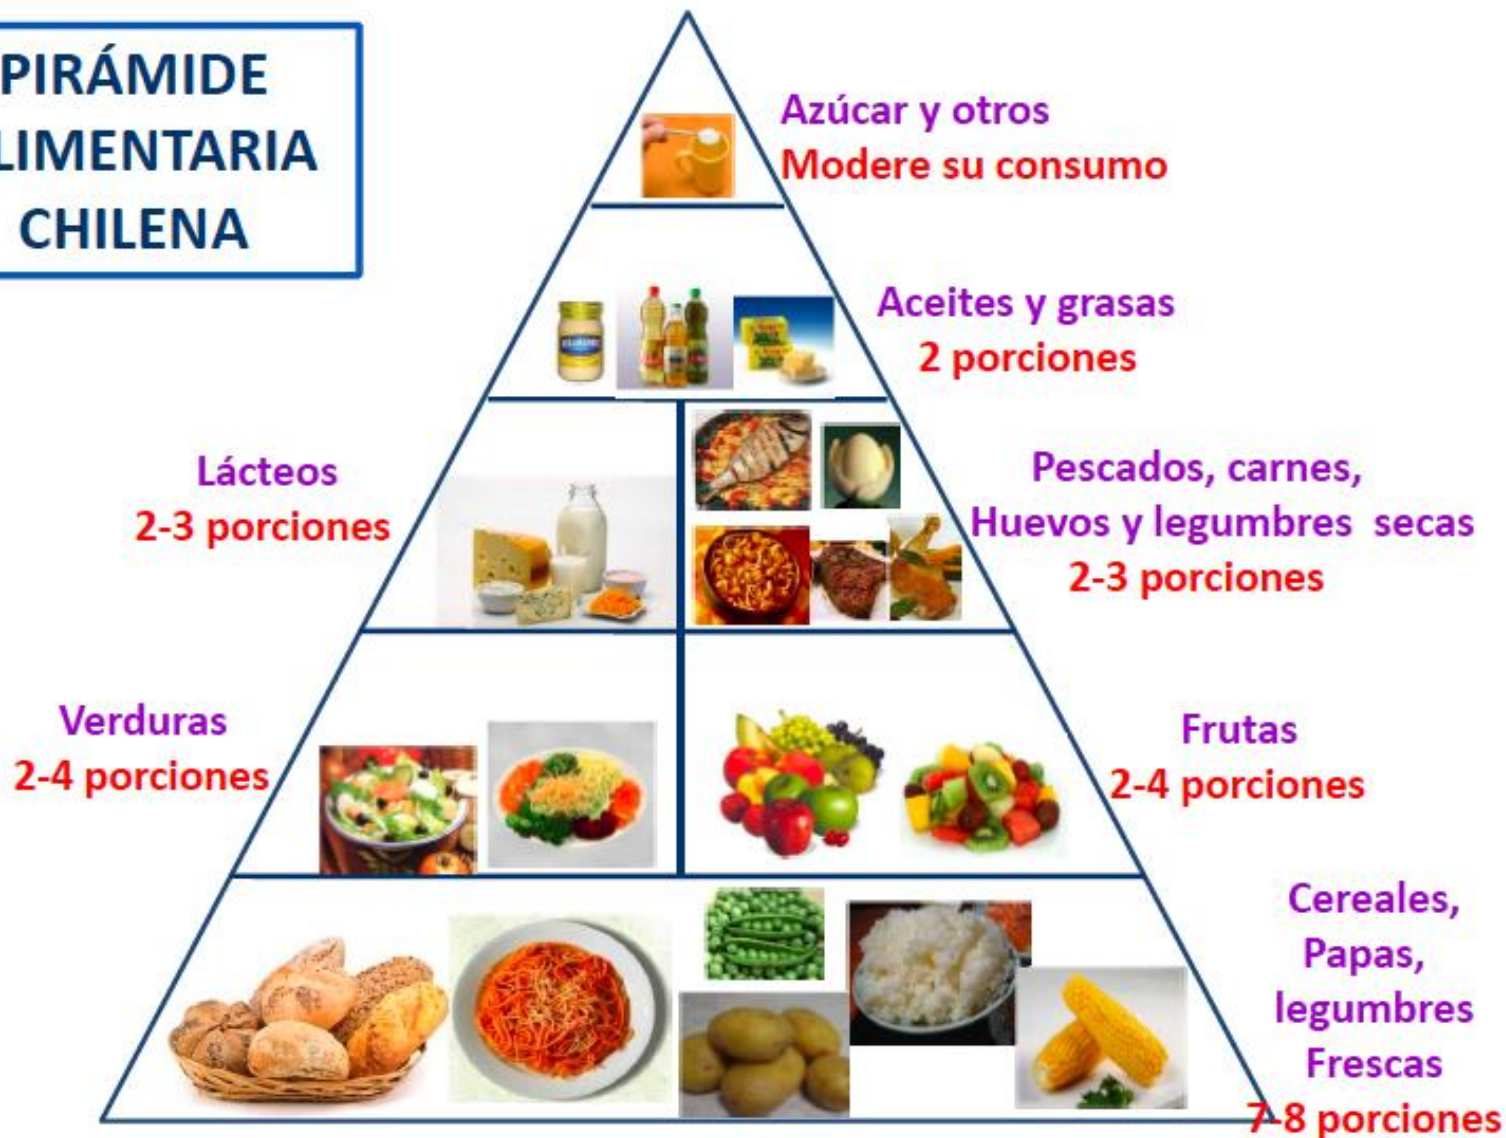 PIRÁMIDE
LIMENTARIA
CHILENA
Azúcar y otros
Modere su consumo
Aceites y grasas
2 porciones
Lácteos
2-3 porciones
Pescados, carnes,
Huevos y legumbres secas
2-3 porciones
Verduras
2-4 porciones
Frutas
2-4 porciones
Cereales,
Papas,
legumbres
Frescas
7-8 porciones